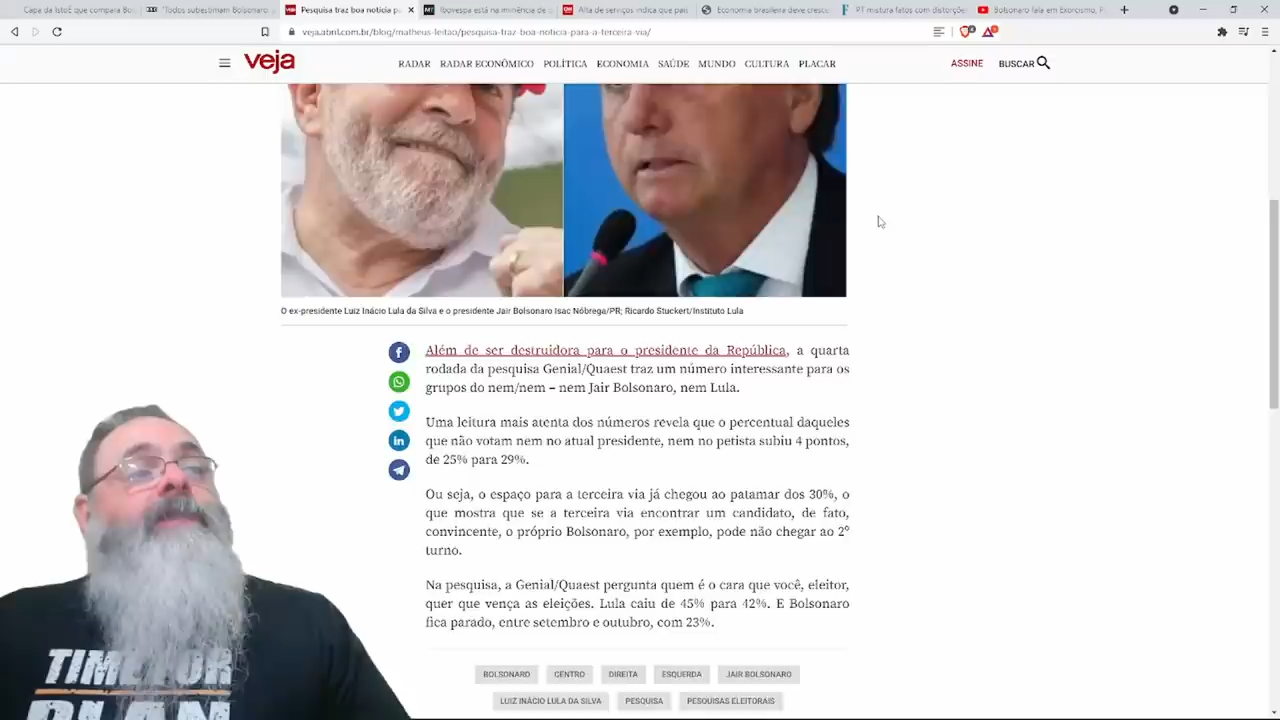 Capa da IstoÉ que compara Bo
"Todos subestimam Bolsonaro
Pesquisa traz boa notícia pa
Ibovespa está na iminência de
Alta de serviços indica que paí
Economia brasileira deve cresc
PT mistura fatos com distorçõe
Bolsonaro fala em Exorcismo, P
veja.abril.com.br/blog/matheus-leitao/pesquisa-traz-boa-noticia-para-a-terceira-via/
veja
RADAR RADAR ECONÔMICO POLÍTICA ECONOMIA SAÚDE MUNDO CULTURA PLACAR
ASSINE
BUSCAR
O ex-presidente Luiz Inácio Lula da Silva e o presidente Jair Bolsonaro Isac Nóbrega/PR; Ricardo Stuckert/Instituto Lula
Além de ser destruidora para o presidente da República, a quarta
rodada da pesquisa Genial/Quaest traz um número interessante para os
grupos do nem/nem – nem Jair Bolsonaro, nem Lula.
Uma leitura mais atenta dos números revela que o percentual daqueles
que não votam nem no atual presidente, nem no petista subiu 4 pontos,
de 25% para 29%.
Ou seja, o espaço para a terceira via já chegou ao patamar dos 30%, o
que mostra que se a terceira via encontrar um candidato, de fato,
convincente, o próprio Bolsonaro, por exemplo, pode não chegar ao 2º
turno.
Na pesquisa, a Genial/Quaest pergunta quem é o cara que você, eleitor,
quer que vença as eleições. Lula caiu de 45% para 42%. E Bolsonaro
fica parado, entre setembro e outubro, com 23%.
BOLSONARO CENTRO DIREITA ESQUERDA JAIR BOLSONARO
LUIZ INÁCIO LULA DA SILVA PESQUISA PESQUISAS ELEITORAIS